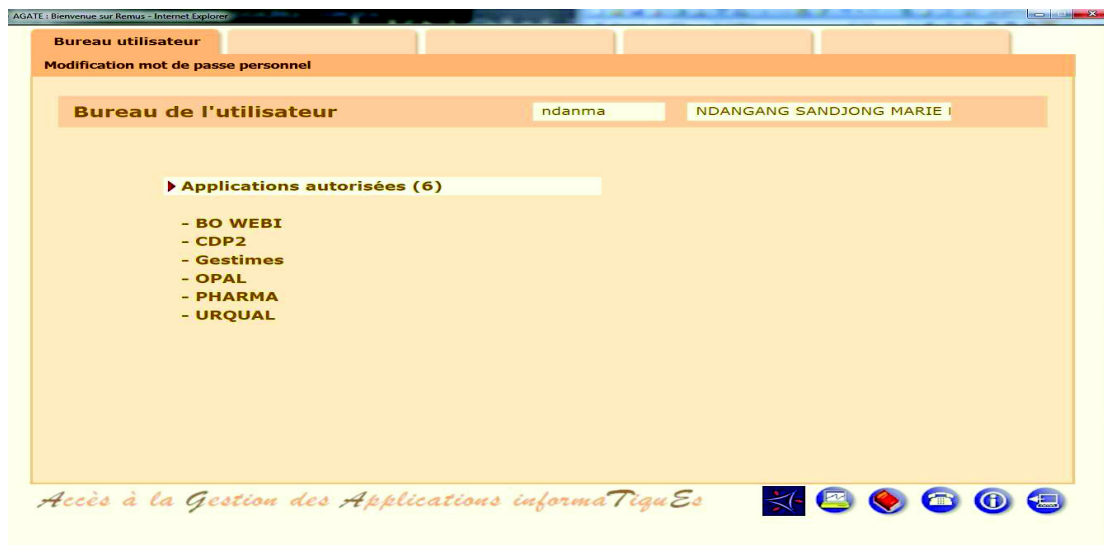 AGATE : Bienvenue sur Remus - Internet Explorer
Bureau utilisateur
Modification mot de passe personnel
Bureau de l'utilisateur ndanma NDANGANG SANDJONG MARIE
Applications autorisées (6)
- BO WEBI
- CDP2
- Gestimes
- OPAL
- PHARMA
- URQUAL
Accès à la Gestion des Applications informaTiquEs